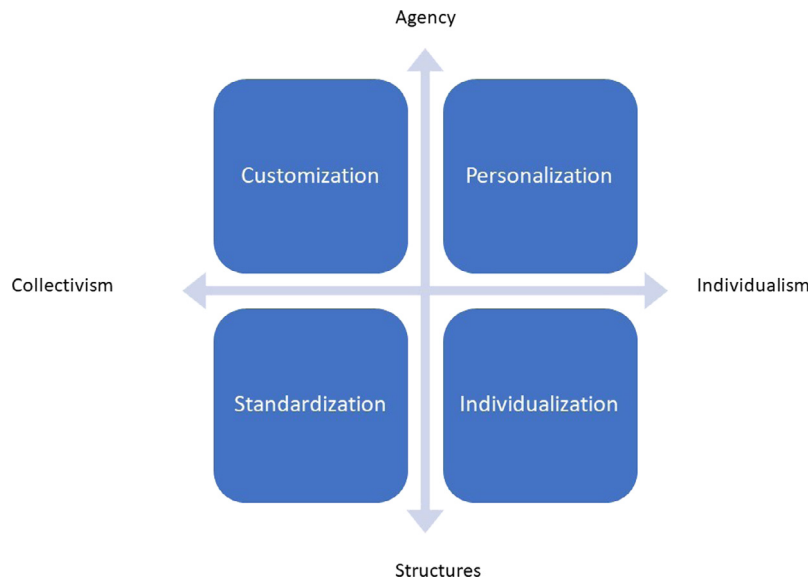 Agency
Customization
Personalization
Collectivism
Individualism
Standardization
Individualization
Structures